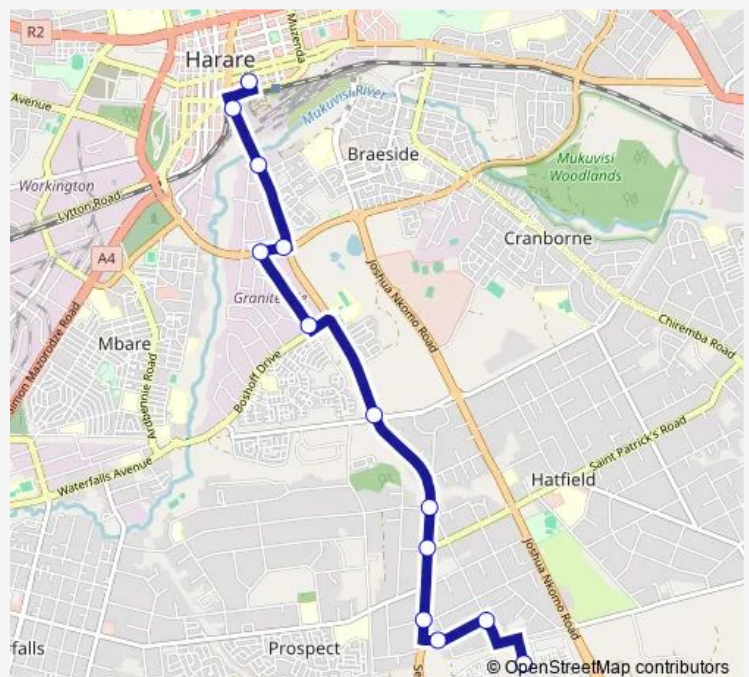 R2
Harare
Muzenda
Avenue
Mukuvisi River
Braeside
Mukuvisi
Woodlands
Workington
Lytton Road
Cranborne
A4
Joshua Nkomo Road
Chiremba Road
Simon Mazorodze Road
Mbare
Ardbennie Road
Boshoff Drive
Saint Patrick's Road
Waterfalls Avenue
Hatfield
Joshua Nkomo Road
falls
Prospect
Se
© OpenStreetMap contributors